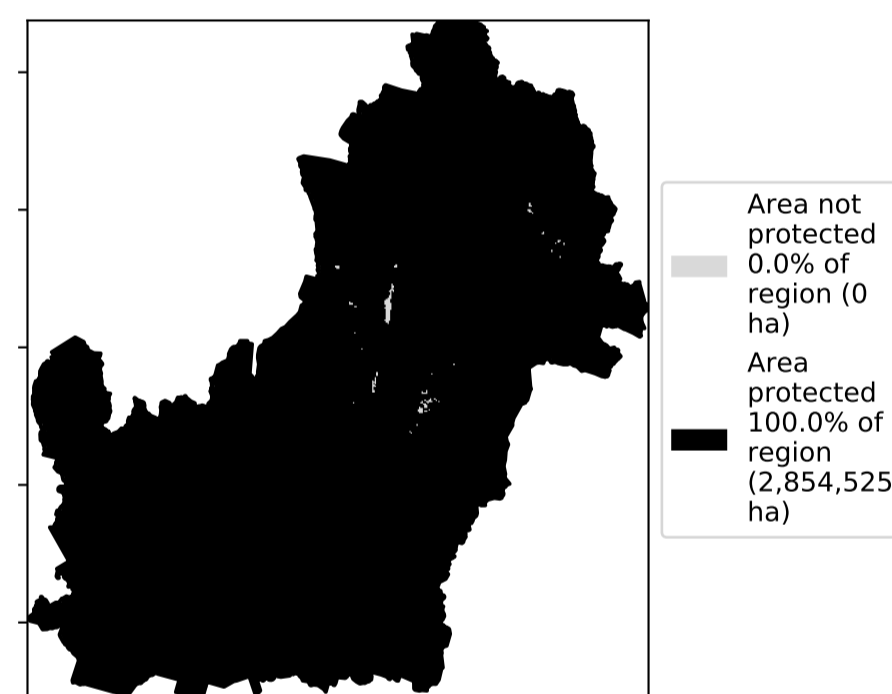 Area not
protected
0.0% of
region (0
ha)
Area
protected
100.0% of
region
(2,854,525
ha)